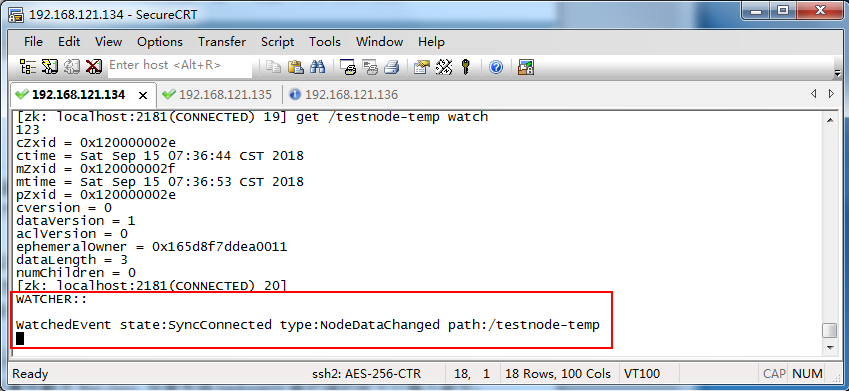 192.168.121.134 - SecureCRT
File Edit View Options Transfer Script Tools Window Help
Enter host <Alt+R>
192.168.121.134 192.168.121.135 192.168.121.136
[zk: localhost:2181(CONNECTED) 19] get /testnode-temp watch
123
cZxid = 0x120000002e
ctime = Sat Sep 15 07:36:44 CST 2018
mZxid = 0x120000002f
mtime = Sat Sep 15 07:36:53 CST 2018
pZxid = 0x120000002e
cversion = 0
dataVersion = 1
aclVersion = 0
ephemeralOwner = 0x165d8f7ddea0011
dataLength = 3
numChildren = 0
[zk: localhost:2181(CONNECTED) 20]
WATCHER::
WatchedEvent state:SyncConnected type:NodeDataChanged path:/testnode-temp
Ready ssh2: AES-256-CTR 18, 1 18 Rows, 100 Cols VT100 CAP NUM